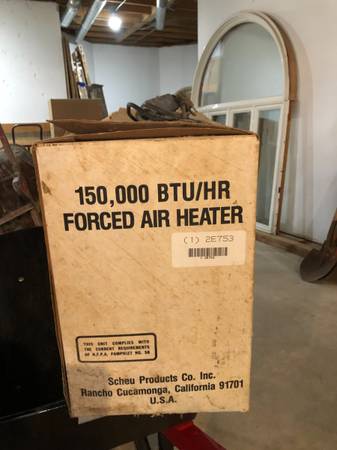 150,000 BTU/HR
FORCED AIR HEATER
(1) 2E753
THIS UNIT COMPLIES WITH
THE CURRENT REQUIREMENTS
OF N.F.P.A. PAMPHLET NO. 58
Scheu Products Co. Inc.
Rancho Cucamonga, California 91701
U.S.A.